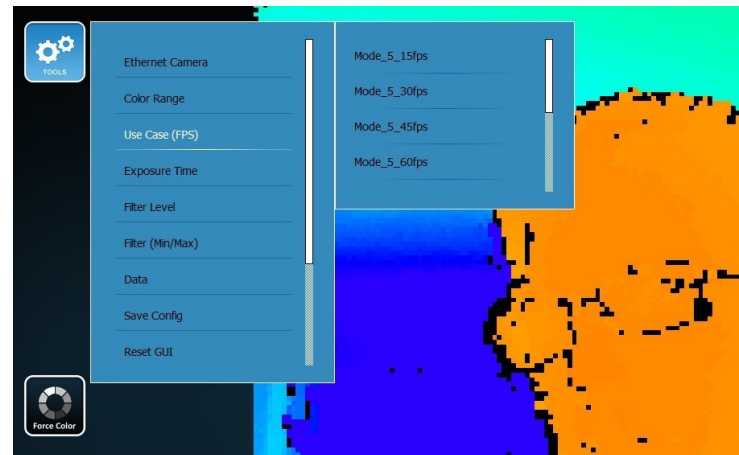 TOOLS
Ethernet Camera
Color Range
Use Case (FPS)
Exposure Time
Filter Level
Filter (Min/Max)
Data
Save Config
Reset GUI
Mode_5_15fps
Mode_5_30fps
Mode_5_45fps
Mode_5_60fps
Force Color